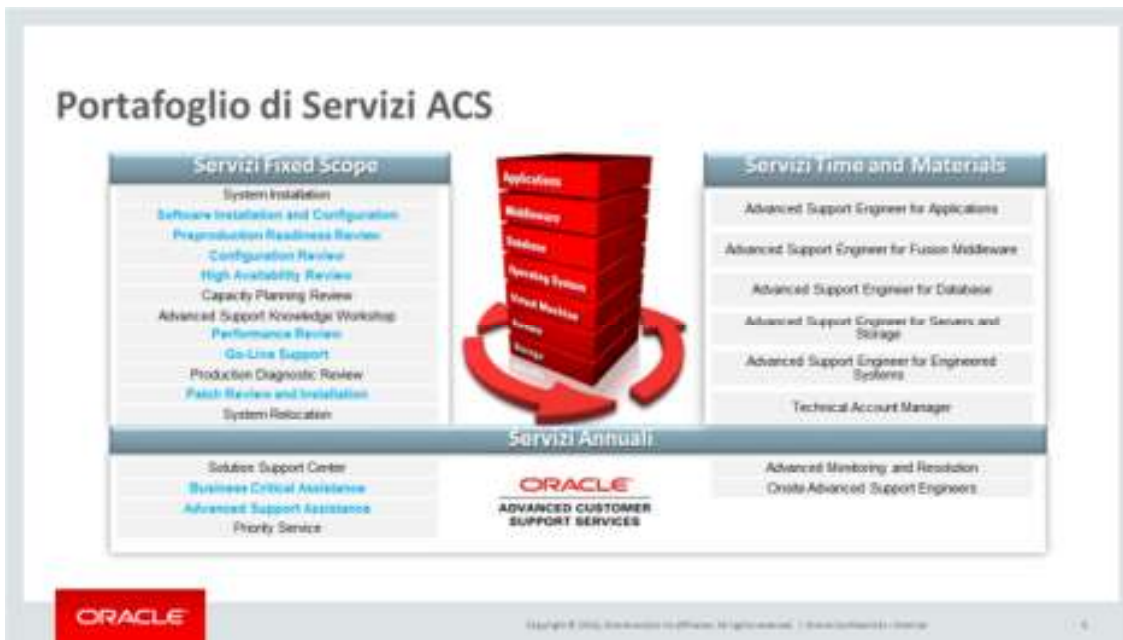 Portafoglio di Servizi ACS
Servizi Fixed Scope
System Installation
Software Installation and Configuration
Preproduction Readiness Review
Configuration Review
High Availability Review
Capacity Planning Review
Advanced Support Knowledge Workshop
Performance Review
Go-Live Support
Production Diagnostic Review
Patch Review and Installation
System Relocation
Applications
Middleware
Database
Operating System
Virtual Machine
Servers
Storage
Servizi Time and Materials
Advanced Support Engineer for Applications
Advanced Support Engineer for Fusion Middleware
Advanced Support Engineer for Database
Advanced Support Engineer for Servers and
Storage
Advanced Support Engineer for Engineered
Systems
Technical Account Manager
Servizi Annuali
Solution Support Center
Business Critical Assistance
Advanced Support Assistance
Priority Service
ORACLE
ADVANCED CUSTOMER
SUPPORT SERVICES
Advanced Monitoring and Resolution
Onsite Advanced Support Engineers
ORACLE